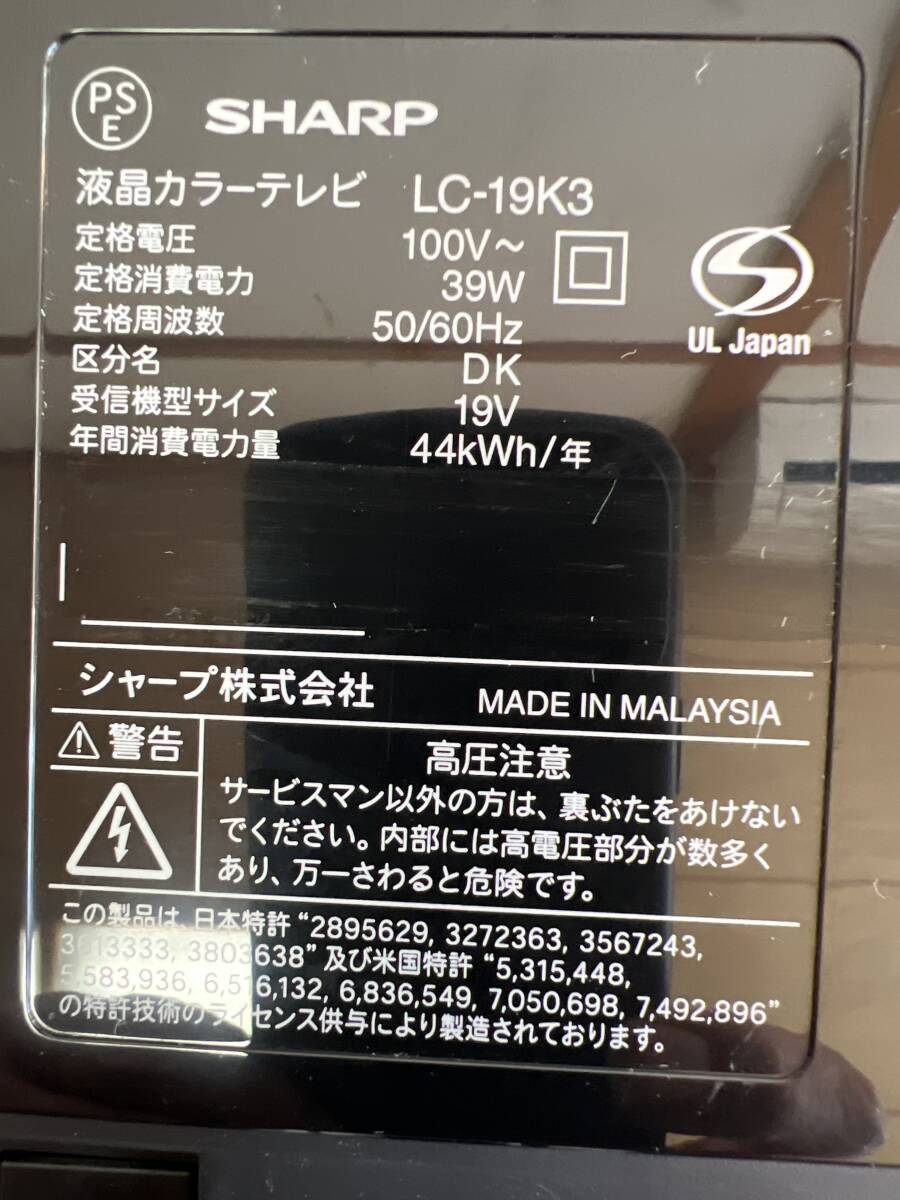 PS
E
SHARP
液晶カラーテレビ LC-19K3
定格電圧 100V～
定格消費電力 39W
定格周波数 50/60Hz
区分名 DK
受信機型サイズ 19V
年間消費電力量 44kWh/年
UL Japan
シャープ株式会社 MADE IN MALAYSIA
警告
高圧注意
サービスマン以外の方は、裏ぶたをあけない
でください。内部には高電圧部分が数多く
あり、万一さわると危険です。
この製品は、日本特許 “2895629, 3272363, 3567243,
3613333, 3803638” 及び米国特許 “5,315,448,
5,583,936, 6,516,132, 6,836,549, 7,050,698, 7,492,896”
の特許技術のライセンス供与により製造されております。